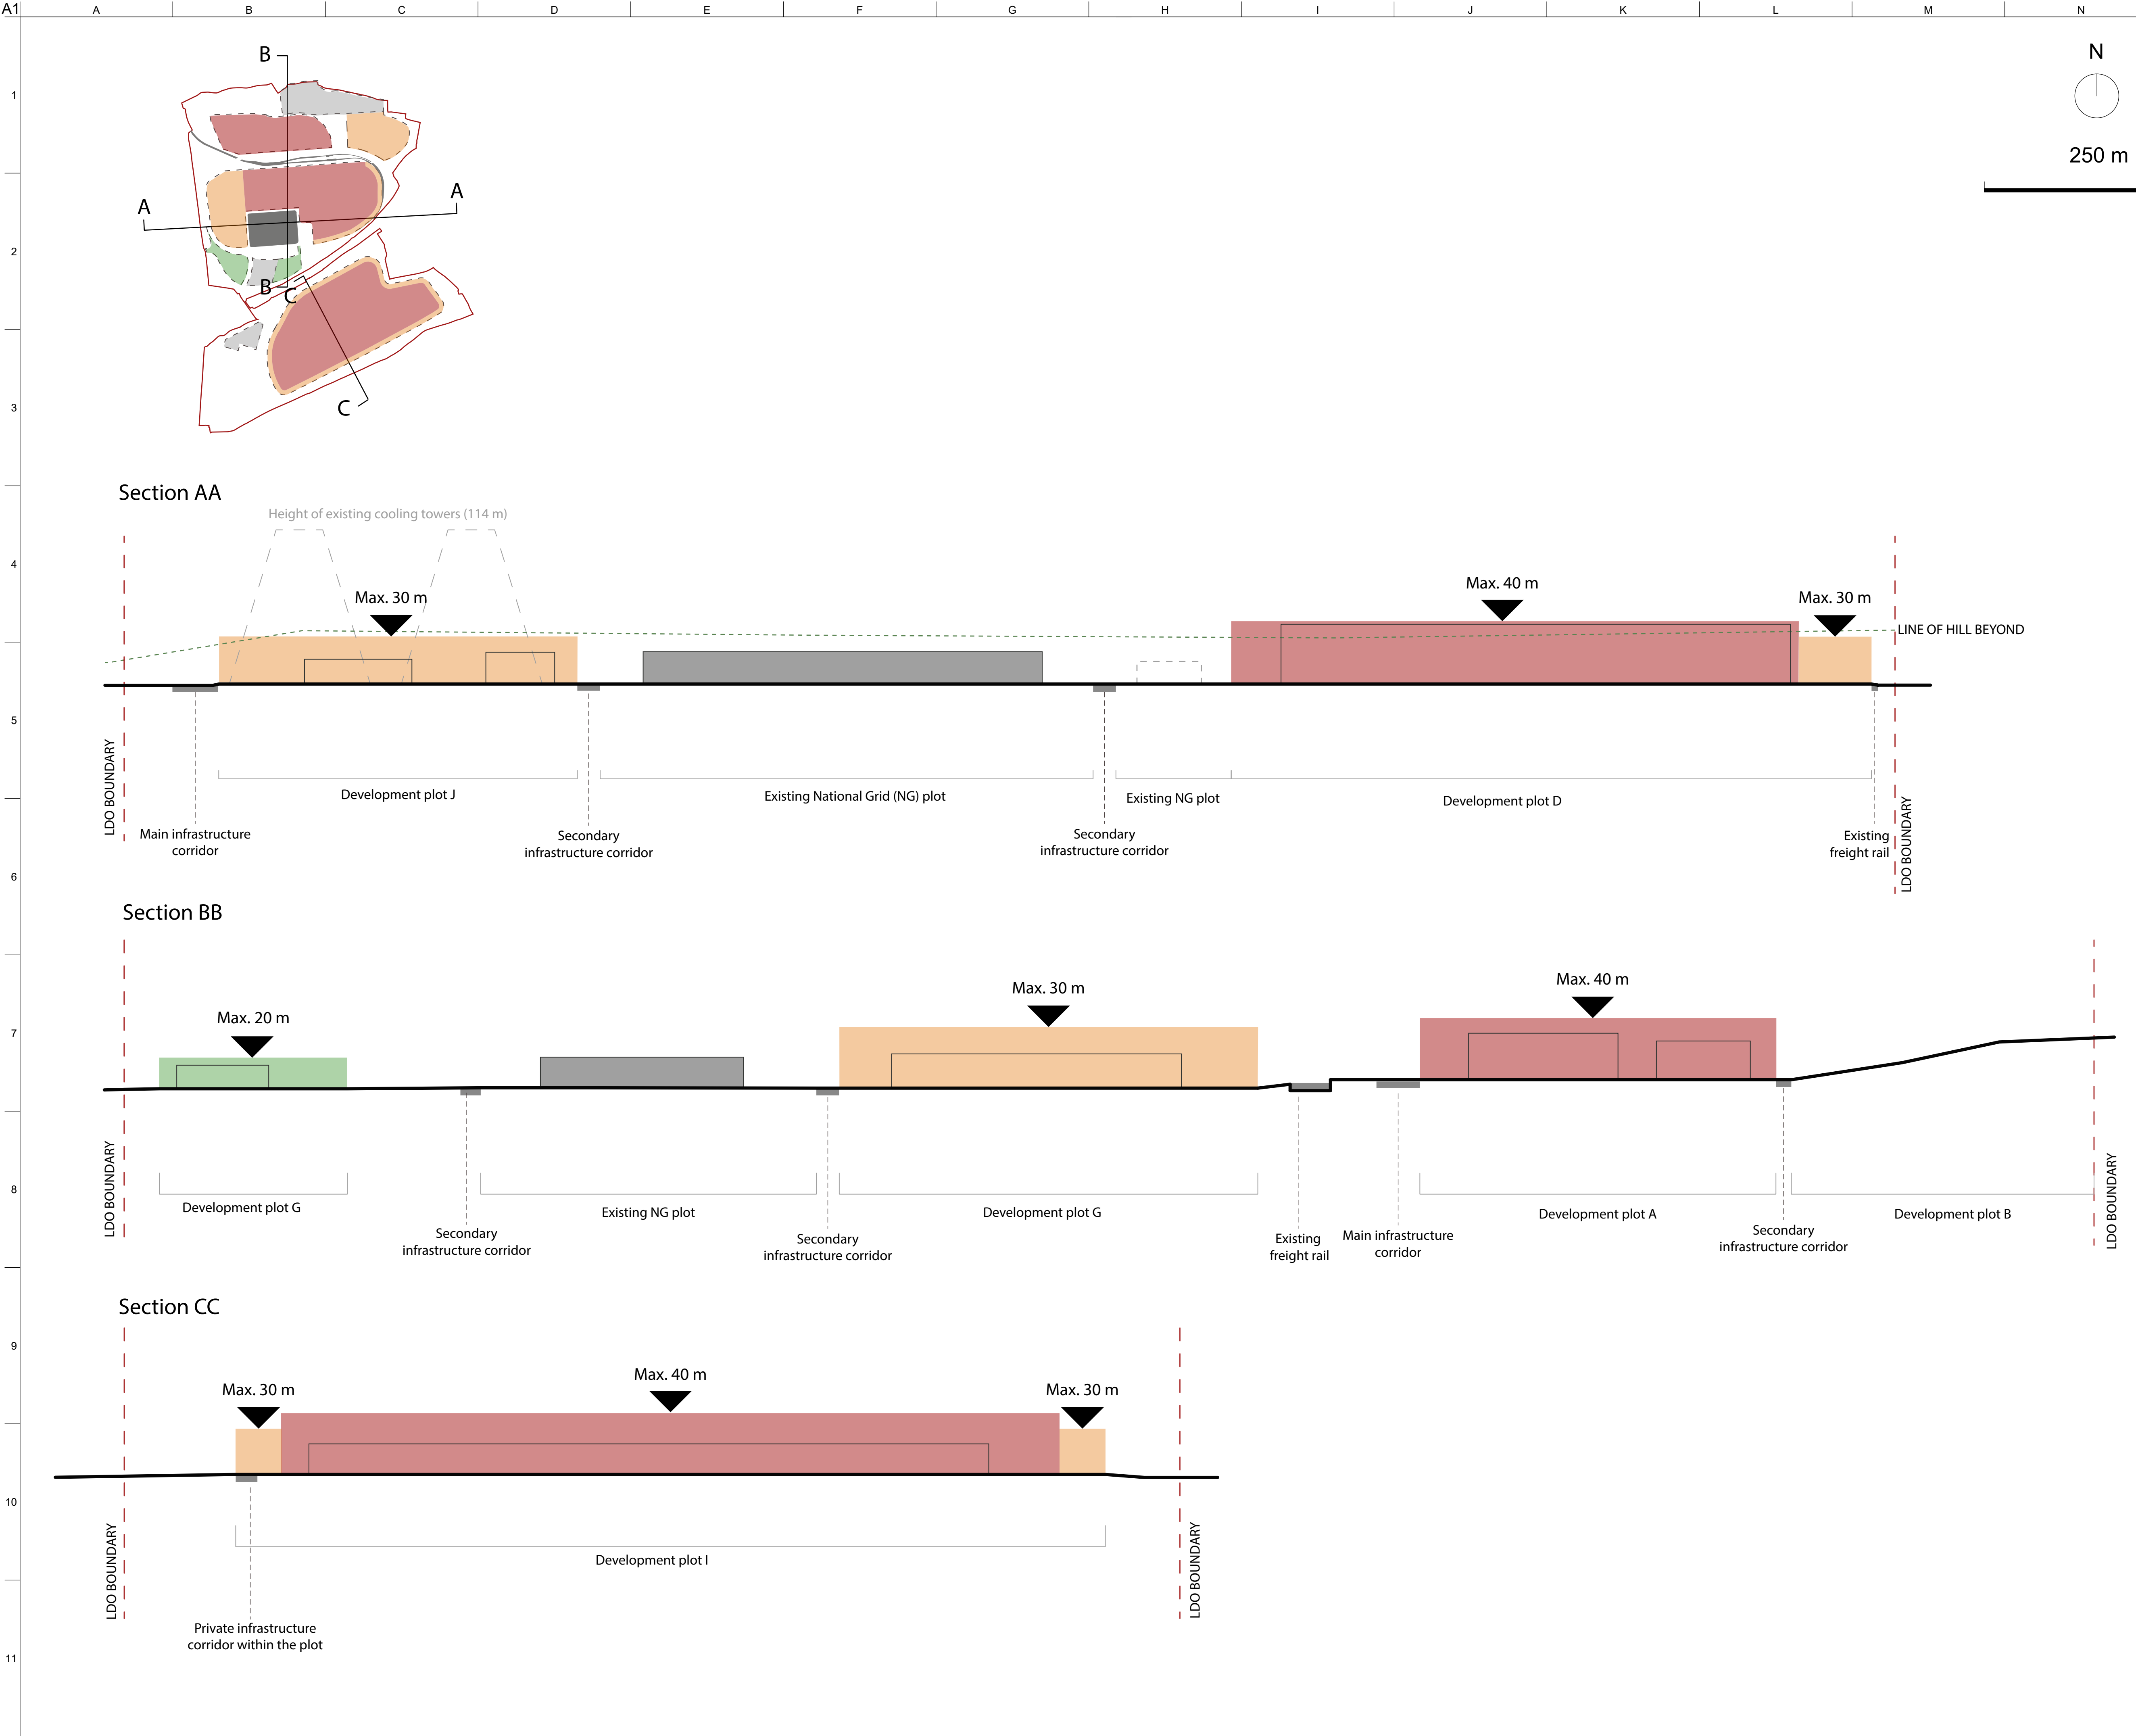 A1 A B C D E F G H I J K L M N
1
2
3
4
5
6
7
8
9
10
11
N
250 m
B
A
A
B
C
C
Section AA
Height of existing cooling towers (114 m)
Max. 30 m
Max. 40 m
Max. 30 m
LINE OF HILL BEYOND
LDO BOUNDARY
LDO BOUNDARY
Development plot J
Existing National Grid (NG) plot
Existing NG plot
Development plot D
Main infrastructure
corridor
Secondary
infrastructure corridor
Secondary
infrastructure corridor
Existing
freight rail
Section BB
Max. 20 m
Max. 30 m
Max. 40 m
LDO BOUNDARY
LDO BOUNDARY
Development plot G
Existing NG plot
Development plot G
Development plot A
Development plot B
Secondary
infrastructure corridor
Secondary
infrastructure corridor
Existing
freight rail
Main infrastructure
corridor
Secondary
infrastructure corridor
Section CC
Max. 30 m
Max. 40 m
Max. 30 m
LDO BOUNDARY
LDO BOUNDARY
Development plot I
Private infrastructure
corridor within the plot